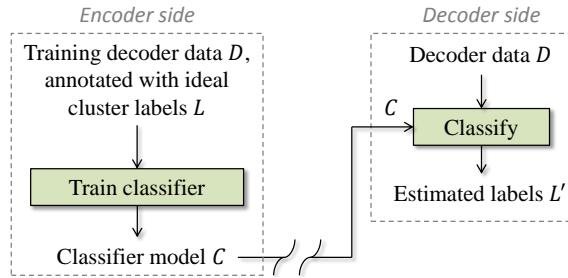 Encoder side
Training decoder data D,
annotated with ideal
cluster labels L
Train classifier
Classifier model C
Decoder side
Decoder data D
C
Classify
Estimated labels L′